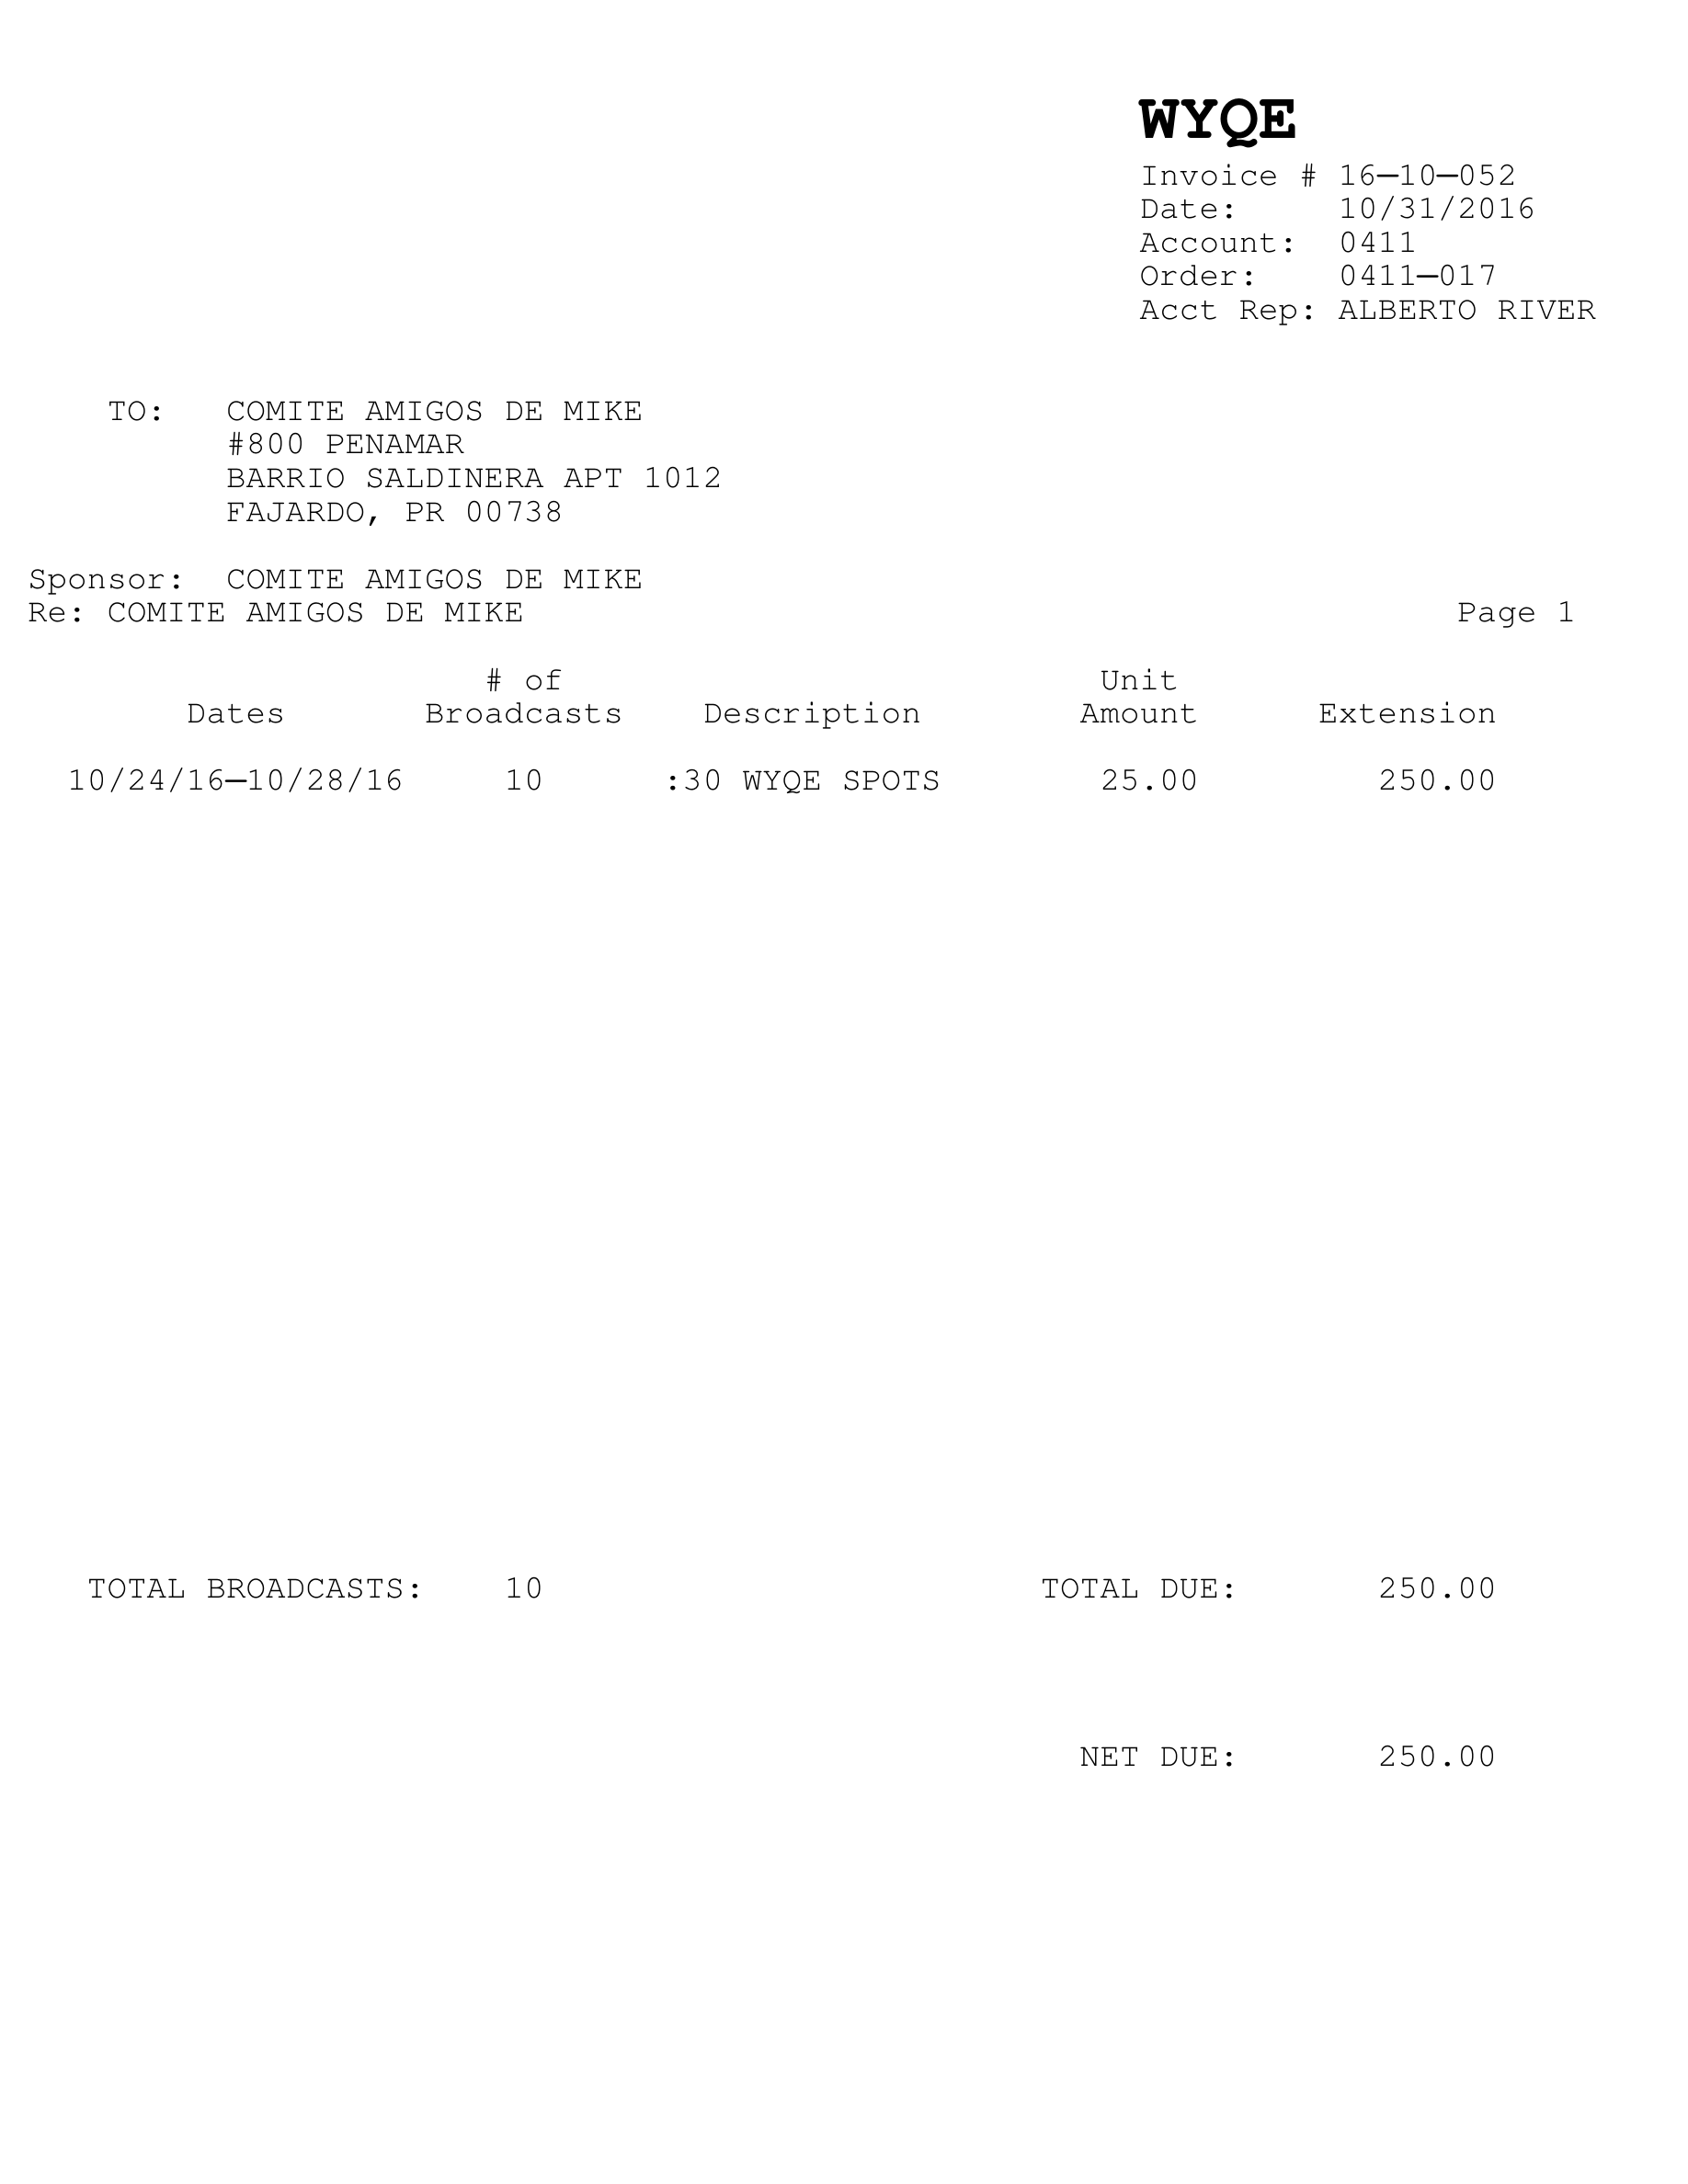 WYQE
Invoice # 16-10-052
Date: 10/31/2016
Account: 0411
Order: 0411-017
Acct Rep: ALBERTO RIVER
TO: COMITE AMIGOS DE MIKE
#800 PENAMAR
BARRIO SALDINERA APT 1012
FAJARDO, PR 00738
Sponsor: COMITE AMIGOS DE MIKE
Re: COMITE AMIGOS DE MIKE Page 1
# of Unit
Dates Broadcasts Description Amount Extension
10/24/16-10/28/16 10 :30 WYQE SPOTS 25.00 250.00
TOTAL BROADCASTS: 10 TOTAL DUE: 250.00
NET DUE: 250.00